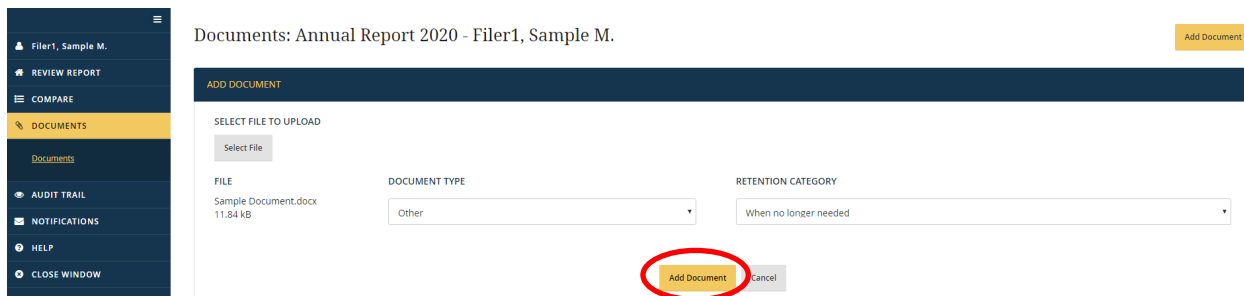 Filer1, Sample M.
REVIEW REPORT
COMPARE
DOCUMENTS
Documents
AUDIT TRAIL
NOTIFICATIONS
HELP
CLOSE WINDOW
Documents: Annual Report 2020 - Filer1, Sample M.
Add Document
ADD DOCUMENT
SELECT FILE TO UPLOAD
Select File
FILE DOCUMENT TYPE RETENTION CATEGORY
Sample Document.docx
11.84 kB
Other When no longer needed
Add Document Cancel